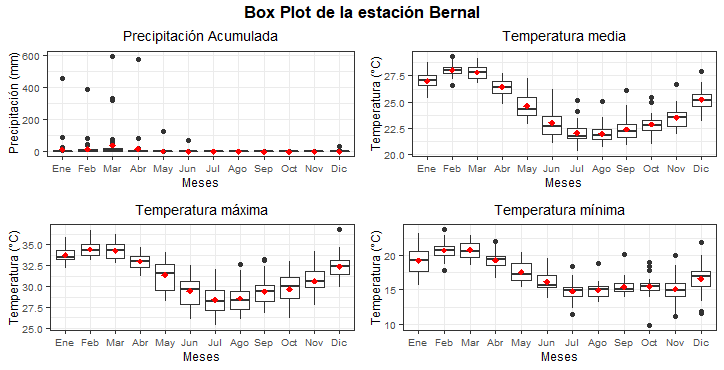 Box Plot de la estación Bernal
Precipitación Acumulada
Precipitación (mm)
600
400
200
0
Ene Feb Mar Abr May Jun Jul Ago Sep Oct Nov Dic
Meses
Temperatura media
Temperatura (°C)
27.5
25.0
22.5
20.0
Ene Feb Mar Abr May Jun Jul Ago Sep Oct Nov Dic
Meses
Temperatura máxima
Temperatura (°C)
35.0
32.5
30.0
27.5
25.0
Ene Feb Mar Abr May Jun Jul Ago Sep Oct Nov Dic
Meses
Temperatura mínima
Temperatura (°C)
20
15
10
Ene Feb Mar Abr May Jun Jul Ago Sep Oct Nov Dic
Meses